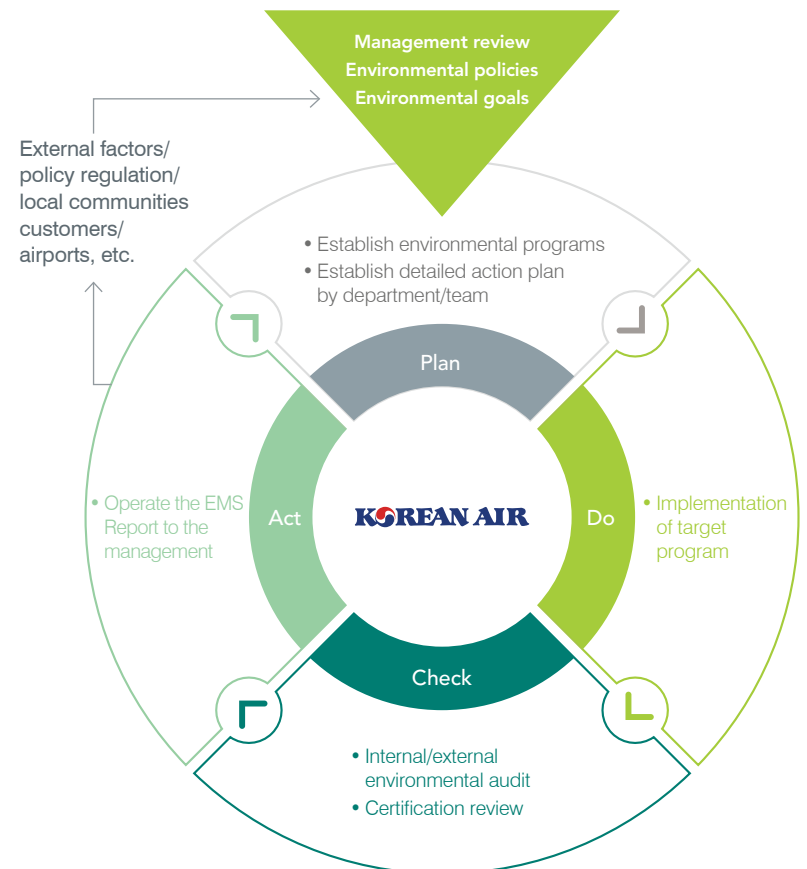 Management review
Environmental policies
Environmental goals
External factors/
policy regulation/
local communities
customers/
airports, etc.
• Establish environmental programs
• Establish detailed action plan
by department/team
Plan
• Operate the EMS
Report to the
management
Act
KOREAN AIR
Do
• Implementation
of target
program
Check
• Internal/external
environmental audit
• Certification review